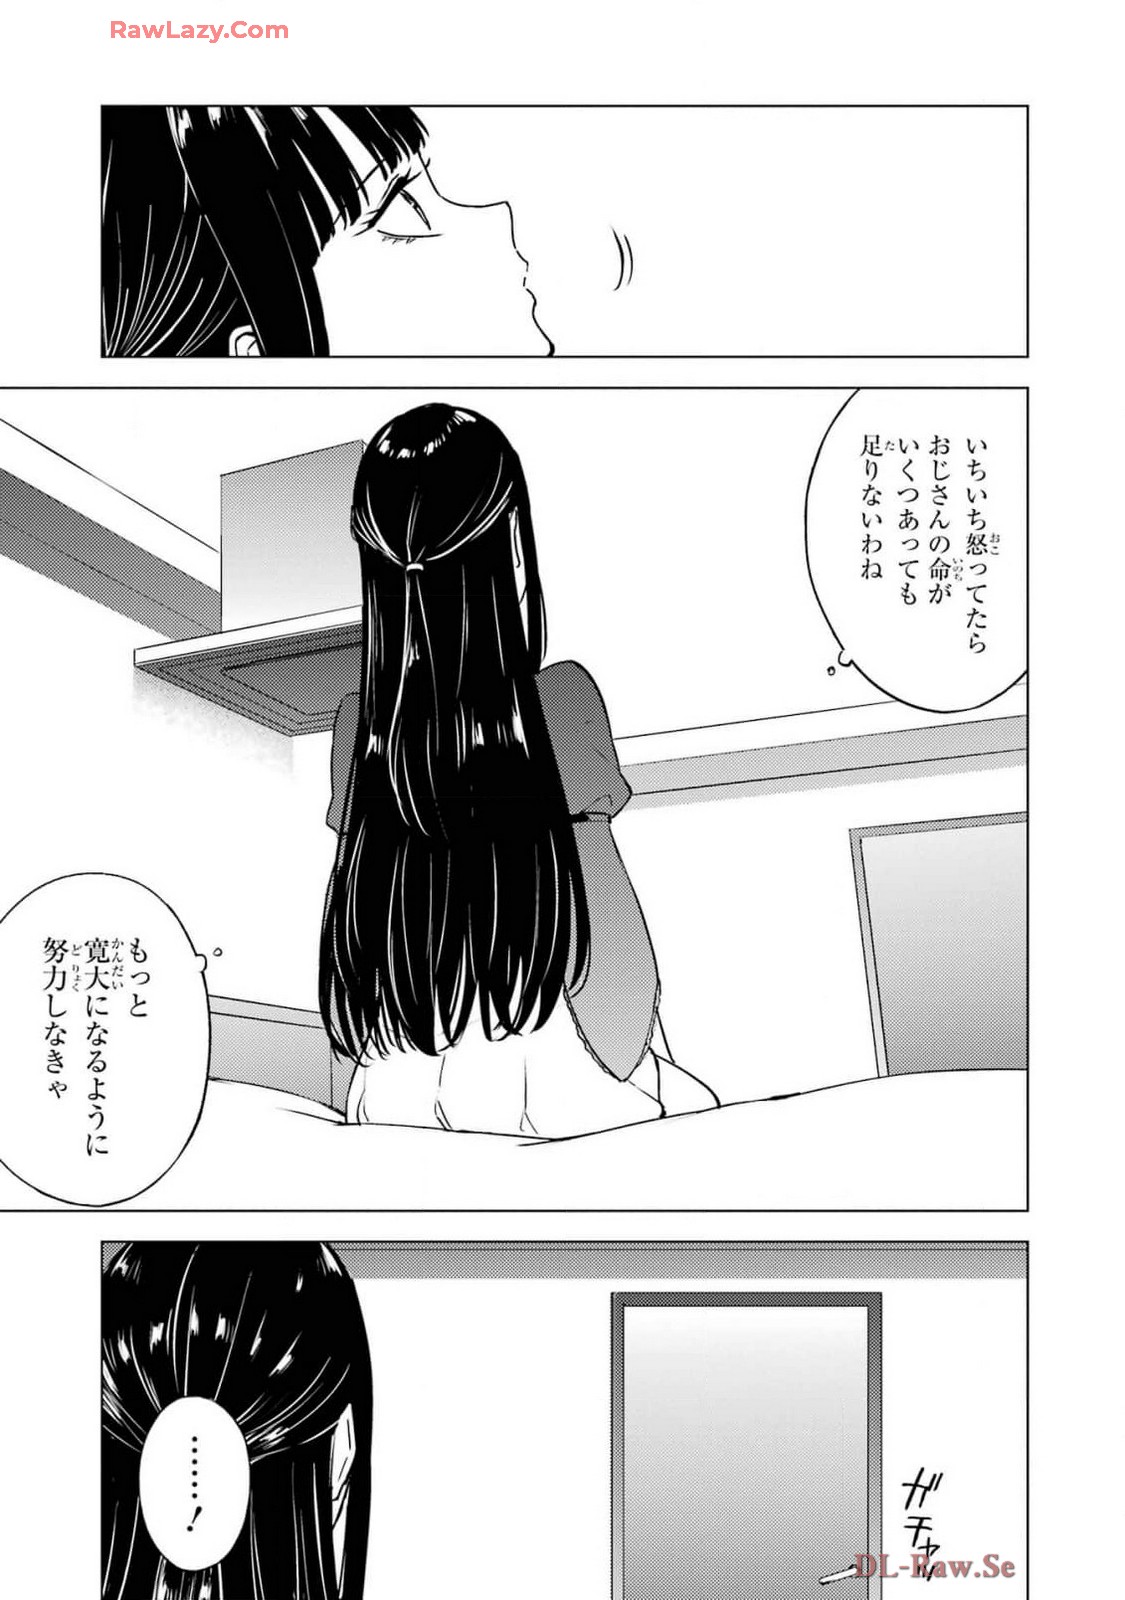 RawLazy.Com
いちいち怒ってたら
おじさんの命が
いくつあっても
足りないわね
もっと
寛大になるように
努力しなきゃ
………！
ガチャッ
DL-Raw.Se